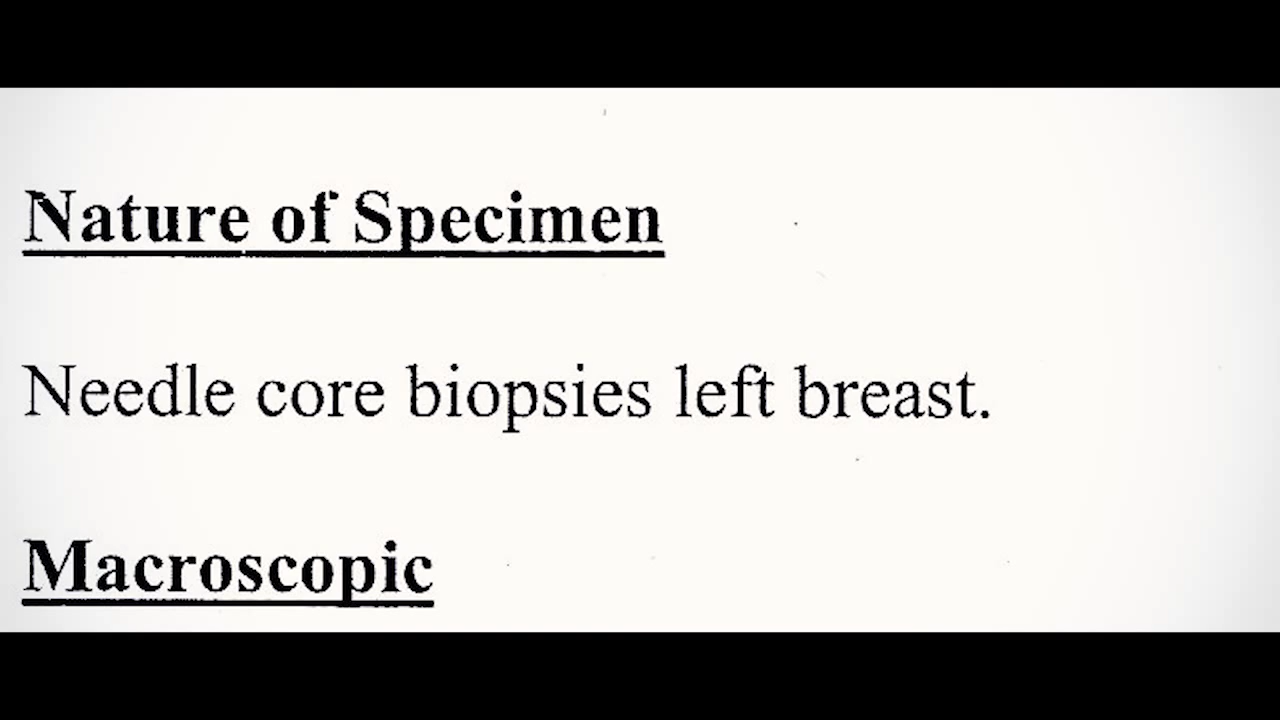 Nature of Specimen
Needle core biopsies left breast.
Macroscopic